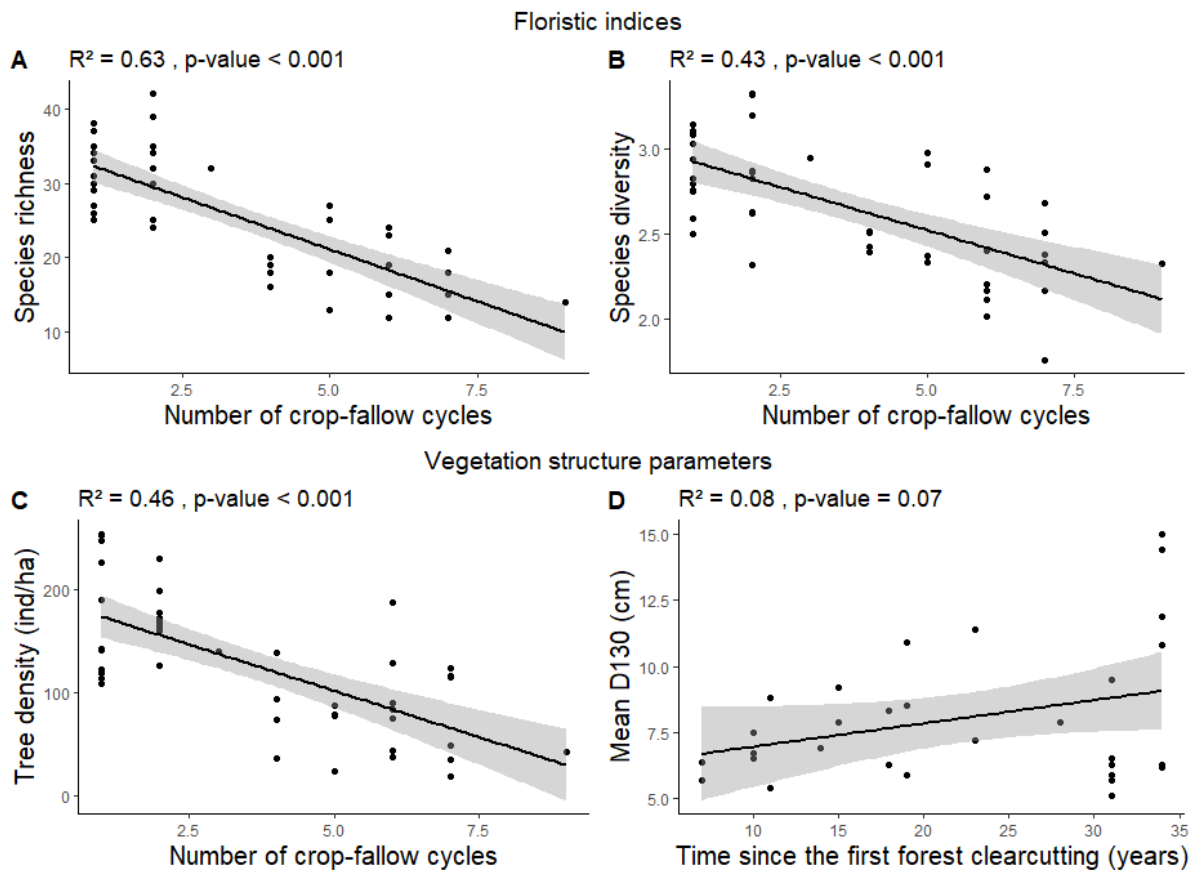 Floristic indices
A R² = 0.63 , p-value < 0.001
Species richness
40
30
20
10
2.5 5.0 7.5
Number of crop-fallow cycles
B R² = 0.43 , p-value < 0.001
Species diversity
3.0
2.5
2.0
2.5 5.0 7.5
Number of crop-fallow cycles
Vegetation structure parameters
C R² = 0.46 , p-value < 0.001
Tree density (ind/ha)
200
100
0
2.5 5.0 7.5
Number of crop-fallow cycles
D R² = 0.08 , p-value = 0.07
Mean D130 (cm)
15.0
12.5
10.0
7.5
5.0
10 15 20 25 30 35
Time since the first forest clearcutting (years)